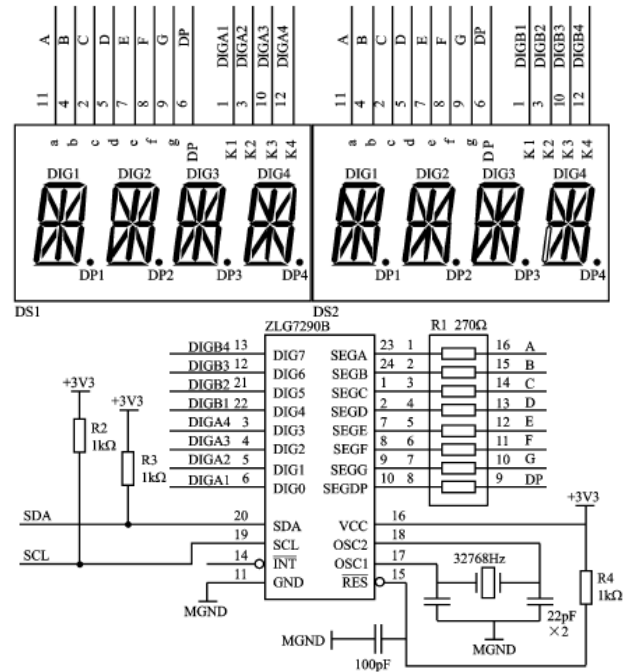 A B C D E F G DP DIGA1 DIGA2 DIGA3 DIGA4
A B C D E F G DP DIGB1 DIGB2 DIGB3 DIGB4
11 4 2 5 7 8 9 6 1 3 10 12
11 4 2 5 7 8 9 6 1 3 10 12
a b c d e f g DP K1 K2 K3 K4
a b c d e f g DP K1 K2 K3 K4
DIG1 DIG2 DIG3 DIG4
DIG1 DIG2 DIG3 DIG4
DP1 DP2 DP3 DP4
DP1 DP2 DP3 DP4
DS1 DS2
ZLG7290B R1 270Ω
DIGB4 13 DIG7 SEGA 23 1 16 A
DIGB3 12 DIG6 SEGB 24 2 15 B
DIGB2 21 DIG5 SEGC 1 3 14 C
DIGB1 22 DIG4 SEGD 2 4 13 D
DIGA4 3 DIG3 SEGE 7 5 12 E
DIGA3 4 DIG2 SEGF 8 6 11 F
DIGA2 5 DIG1 SEGG 9 7 10 G
DIGA1 6 DIG0 SEGDP 10 8 9 DP
+3V3
+3V3
R2
1kΩ
R3
1kΩ
+3V3
SDA 20 SDA VCC 16
SCL 19 SCL OSC2 18
14 INT OSC1 17
11 GND RES 15
32768Hz
R4
1kΩ
22pF
×2
MGND
MGND
MGND
100pF